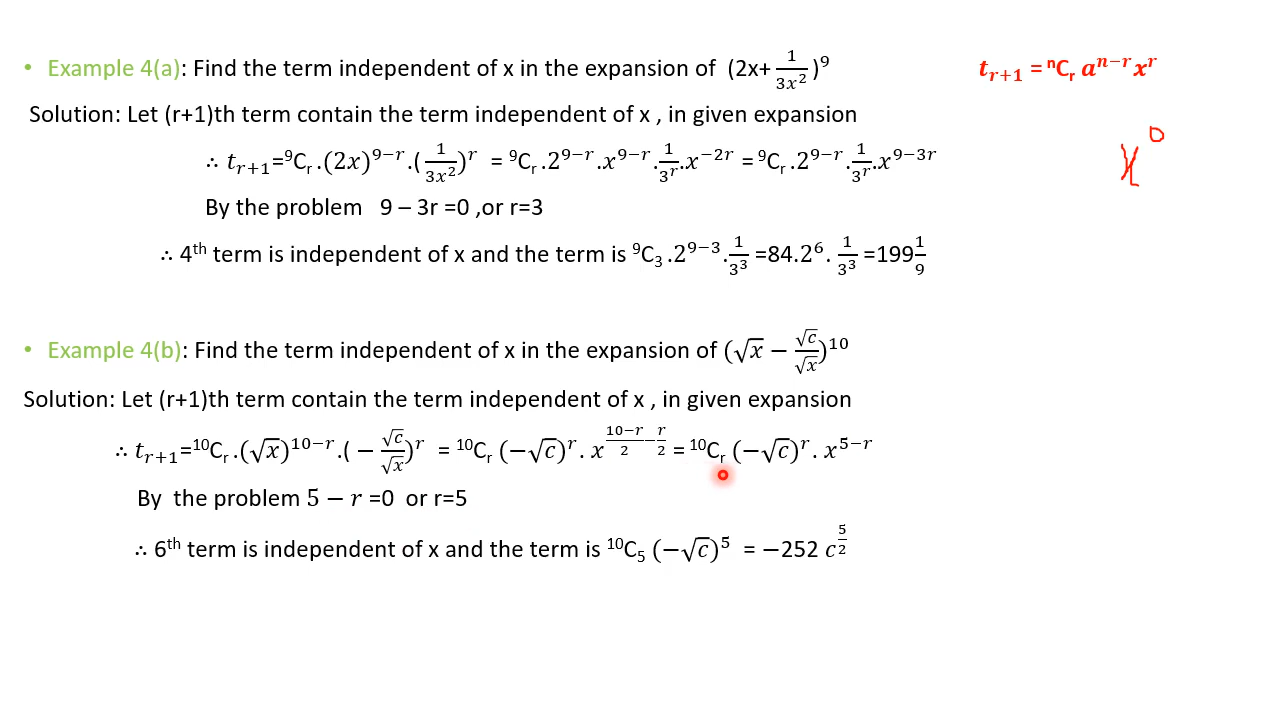 • Example 4(a): Find the term independent of x in the expansion of (2x+ 1/(3x²) )⁹
t_{r+1} = ⁿC_r a^{n−r} x^r
Solution: Let (r+1)th term contain the term independent of x , in given expansion
x⁰
∴ t_{r+1}=⁹C_r .(2x)^{9−r} .( 1/(3x²) )^r = ⁹C_r .2^{9−r} . x^{9−r} . 1/3^r . x^{−2r} = ⁹C_r .2^{9−r} . 1/3^r . x^{9−3r}
By the problem 9 – 3r =0 ,or r=3
∴ 4th term is independent of x and the term is ⁹C₃ .2^{9−3} . 1/3³ =84.2⁶ . 1/3³ =199 1/9
• Example 4(b): Find the term independent of x in the expansion of (√x − √c/√x)¹⁰
Solution: Let (r+1)th term contain the term independent of x , in given expansion
∴ t_{r+1}=¹⁰C_r .(√x)^{10−r} .( − √c/√x)^r = ¹⁰C_r (−√c)^r . x^{(10−r)/2 − r/2} = ¹⁰C_r (−√c)^r . x^{5−r}
By the problem 5 − r =0 or r=5
∴ 6th term is independent of x and the term is ¹⁰C₅ (−√c)⁵ = −252 c^{5/2}